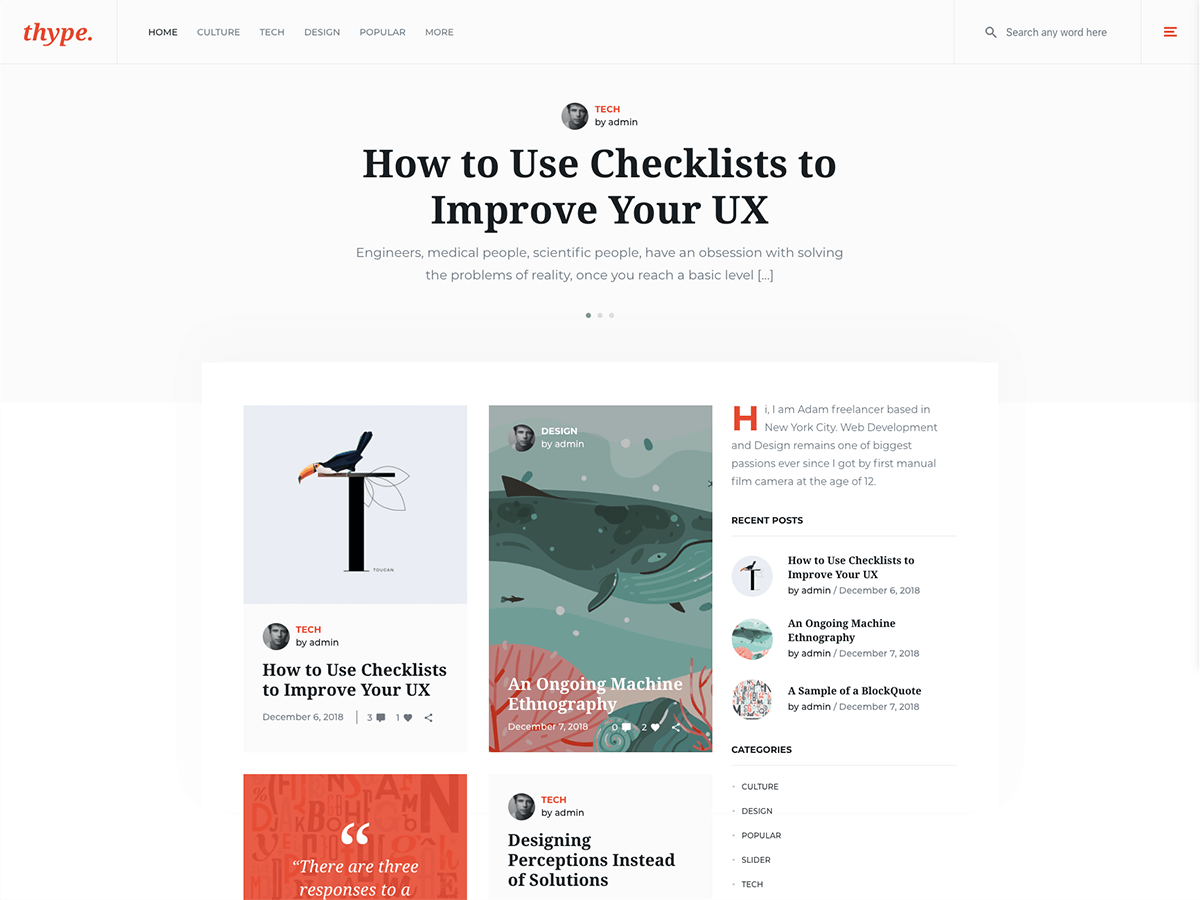 thype.
HOME CULTURE TECH DESIGN POPULAR MORE
Search any word here
TECH
by admin
How to Use Checklists to
Improve Your UX
Engineers, medical people, scientific people, have an obsession with solving
the problems of reality, once you reach a basic level [...]
TOUCAN
TECH
by admin
How to Use Checklists
to Improve Your UX
December 6, 2018 3 1
DESIGN
by admin
An Ongoing Machine
Ethnography
December 7, 2018 0 2
“There are three
responses to a
TECH
by admin
Designing
Perceptions Instead
of Solutions
Hi, I am Adam freelancer based in
New York City. Web Development
and Design remains one of biggest
passions ever since I got by first manual
film camera at the age of 12.
RECENT POSTS
How to Use Checklists to
Improve Your UX
by admin / December 6, 2018
An Ongoing Machine
Ethnography
by admin / December 7, 2018
A Sample of a BlockQuote
by admin / December 7, 2018
CATEGORIES
CULTURE
DESIGN
POPULAR
SLIDER
TECH